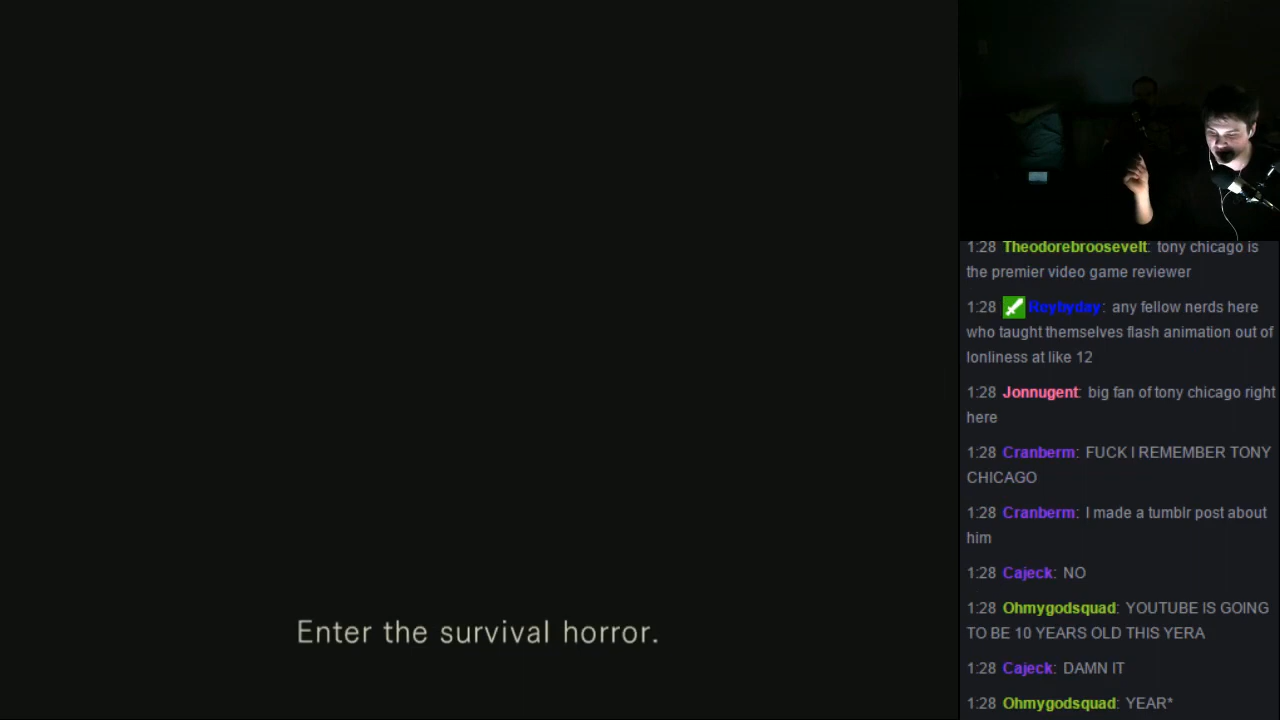 Enter the survival horror.
1:28 Theodorebroosevelt: tony chicago is
the premier video game reviewer
1:28 Reybyday: any fellow nerds here
who taught themselves flash animation out of
lonliness at like 12
1:28 Jonnugent: big fan of tony chicago right
here
1:28 Cranberm: FUCK I REMEMBER TONY
CHICAGO
1:28 Cranberm: I made a tumblr post about
him
1:28 Cajeck: NO
1:28 Ohmygodsquad: YOUTUBE IS GOING
TO BE 10 YEARS OLD THIS YERA
1:28 Cajeck: DAMN IT
1:28 Ohmygodsquad: YEAR*